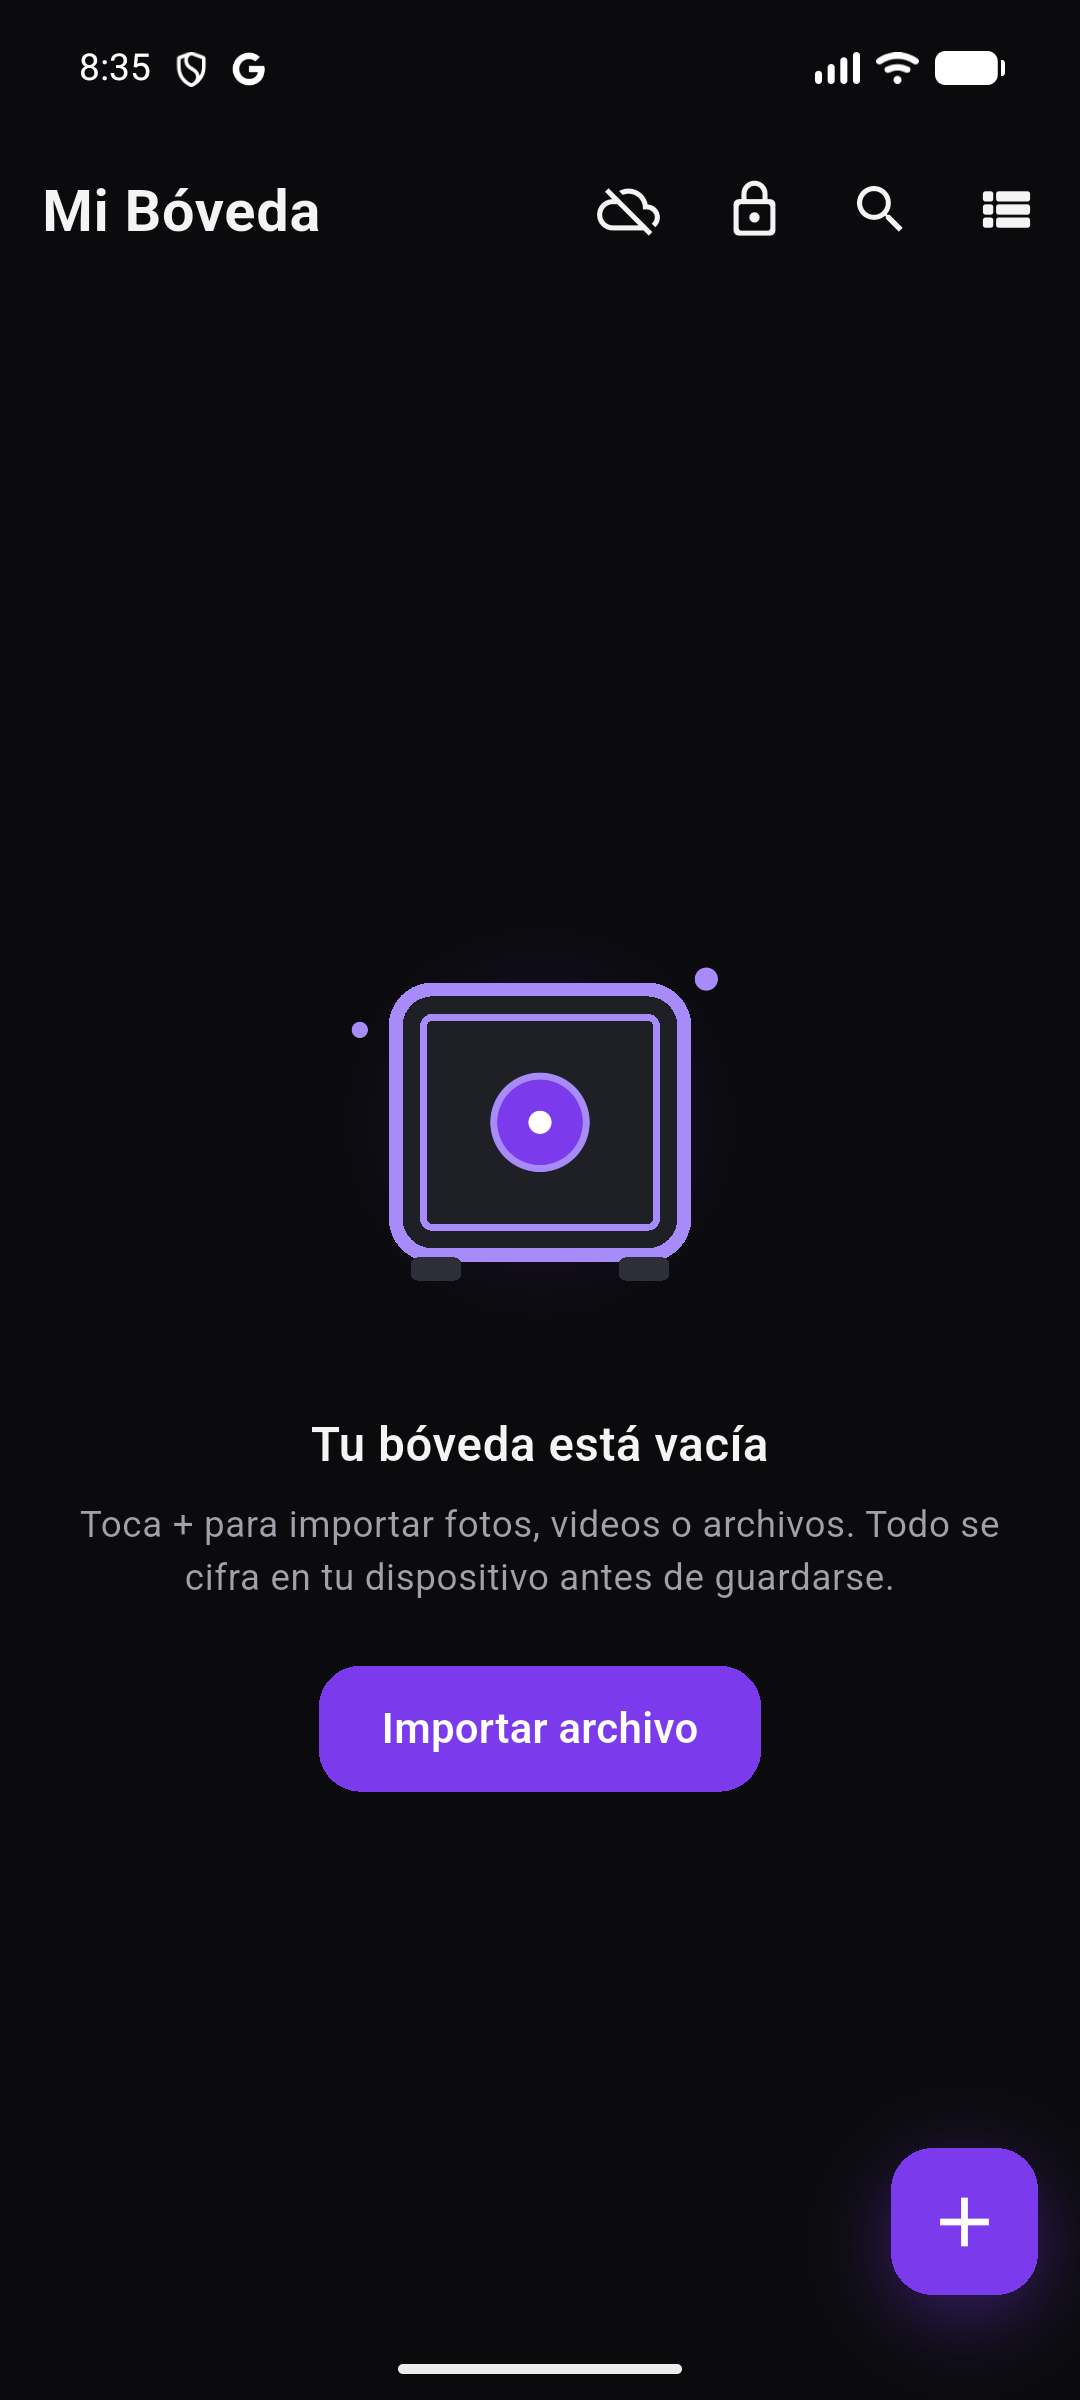 8:35
Mi Bóveda
Tu bóveda está vacía
Toca + para importar fotos, videos o archivos. Todo se
cifra en tu dispositivo antes de guardarse.
Importar archivo